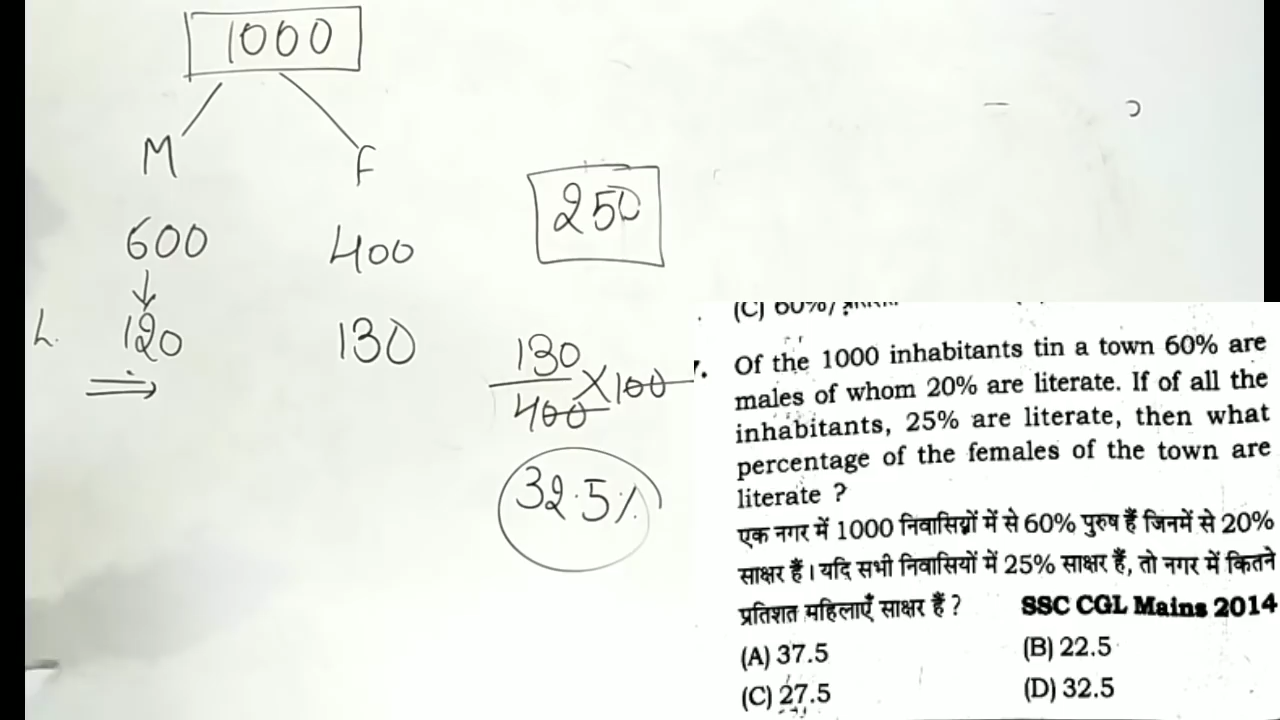 1000
M F
600 400
250
L. 120 130
130
400 × 100
32.5%
(C) 60%/
7. Of the 1000 inhabitants tin a town 60% are
males of whom 20% are literate. If of all the
inhabitants, 25% are literate, then what
percentage of the females of the town are
literate ?
एक नगर में 1000 निवासियों में से 60% पुरुष हैं जिनमें से 20%
साक्षर हैं। यदि सभी निवासियों में 25% साक्षर हैं, तो नगर में कितने
प्रतिशत महिलाएँ साक्षर हैं ? SSC CGL Mains 2014
(A) 37.5 (B) 22.5
(C) 27.5 (D) 32.5